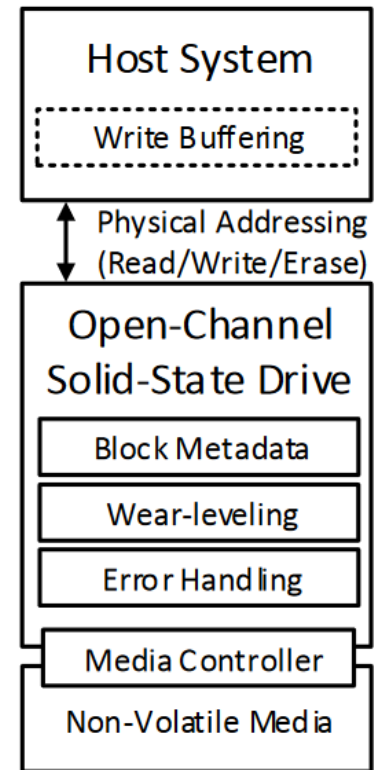 Host System
Write Buffering
Physical Addressing
(Read/Write/Erase)
Open-Channel
Solid-State Drive
Block Metadata
Wear-leveling
Error Handling
Media Controller
Non-Volatile Media